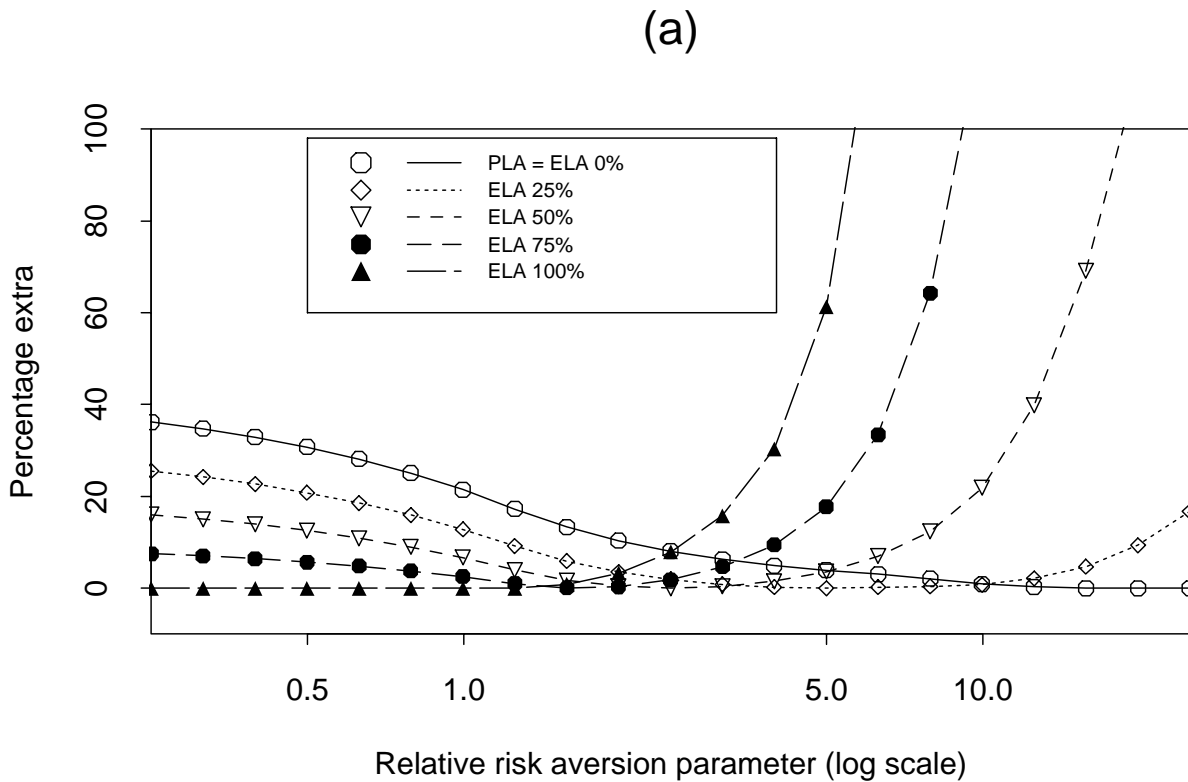 (a)
Percentage extra
100
80
60
40
20
0
PLA = ELA 0%
ELA 25%
ELA 50%
ELA 75%
ELA 100%
0.5 1.0 5.0 10.0
Relative risk aversion parameter (log scale)